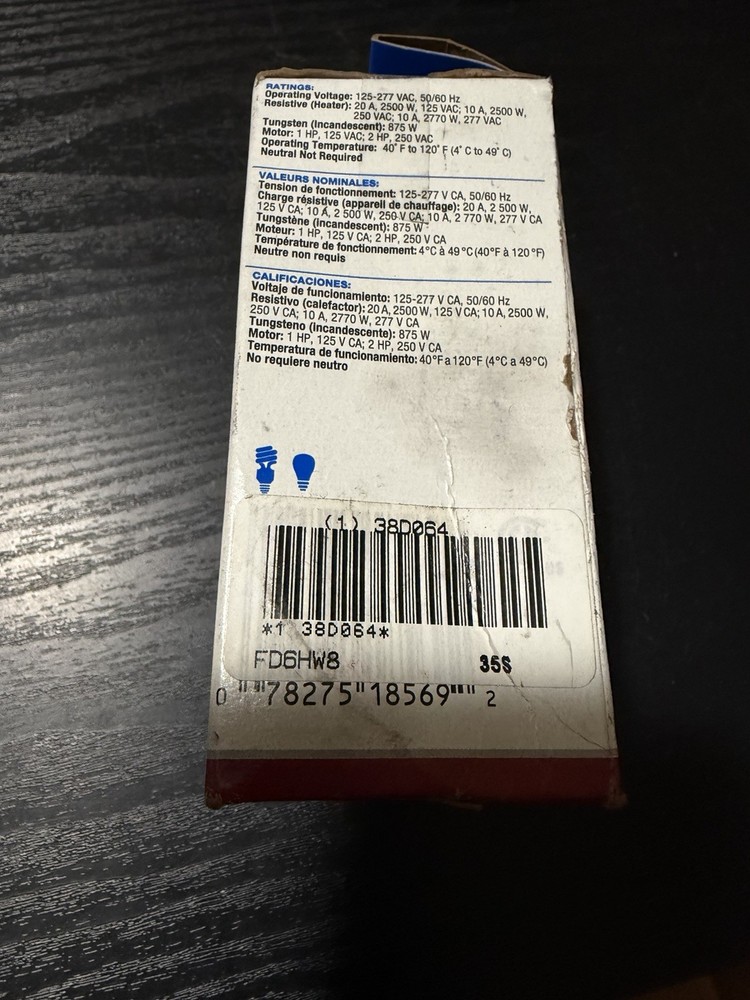 RATINGS:
Operating Voltage: 125-277 VAC, 50/60 Hz
Resistive (Heater): 20 A, 2500 W, 125 VAC; 10 A, 2500 W,
250 VAC; 10 A, 2770 W, 277 VAC
Tungsten (Incandescent): 875 W
Motor: 1 HP, 125 VAC; 2 HP, 250 VAC
Operating Temperature: 40˚ F to 120˚ F (4˚ C to 49˚ C)
Neutral Not Required
VALEURS NOMINALES:
Tension de fonctionnement: 125-277 V CA, 50/60 Hz
Charge résistive (appareil de chauffage): 20 A, 2 500 W,
125 V CA; 10 A, 2 500 W, 250 V CA; 10 A, 2 770 W, 277 V CA
Tungstène (incandescent): 875 W
Moteur: 1 HP, 125 V CA; 2 HP, 250 V CA
Température de fonctionnement: 4°C à 49°C (40°F à 120°F)
Neutre non requis
CALIFICACIONES:
Voltaje de funcionamiento: 125-277 V CA, 50/60 Hz
Resistivo (calefactor): 20 A, 2500 W, 125 V CA; 10 A, 2500 W,
250 V CA; 10 A, 2770 W, 277 V CA
Tungsteno (incandescente): 875 W
Motor: 1 HP, 125 V CA; 2 HP, 250 V CA
Temperatura de funcionamiento: 40°F a 120°F (4°C a 49°C)
No requiere neutro
(1) 38D064
*1 38D064*
FD6HW8 35S
0 78275 18569 2